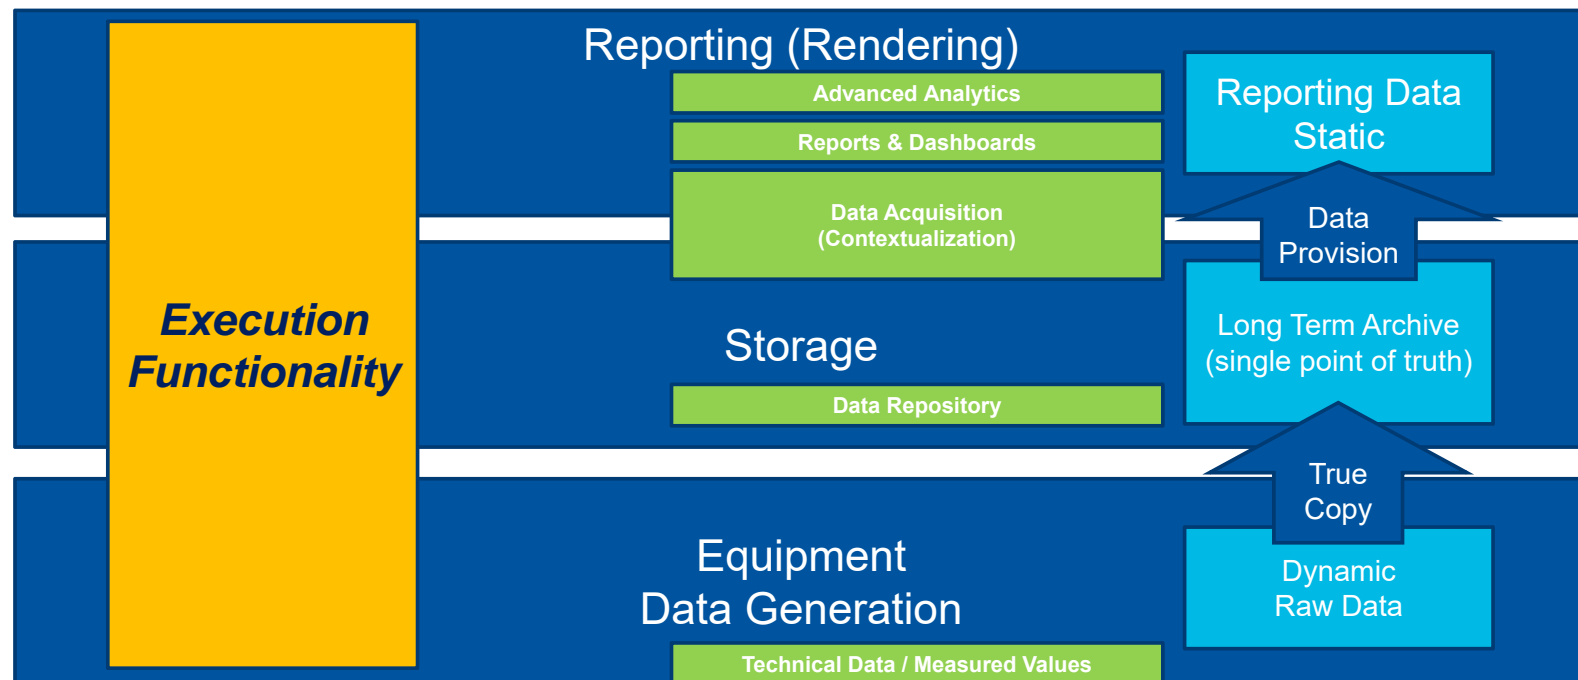 Reporting (Rendering)
Advanced Analytics
Reports & Dashboards
Data Acquisition
(Contextualization)
Reporting Data
Static
Data
Provision
Execution
Functionality
Storage
Data Repository
Long Term Archive
(single point of truth)
True
Copy
Equipment
Data Generation
Technical Data / Measured Values
Dynamic
Raw Data